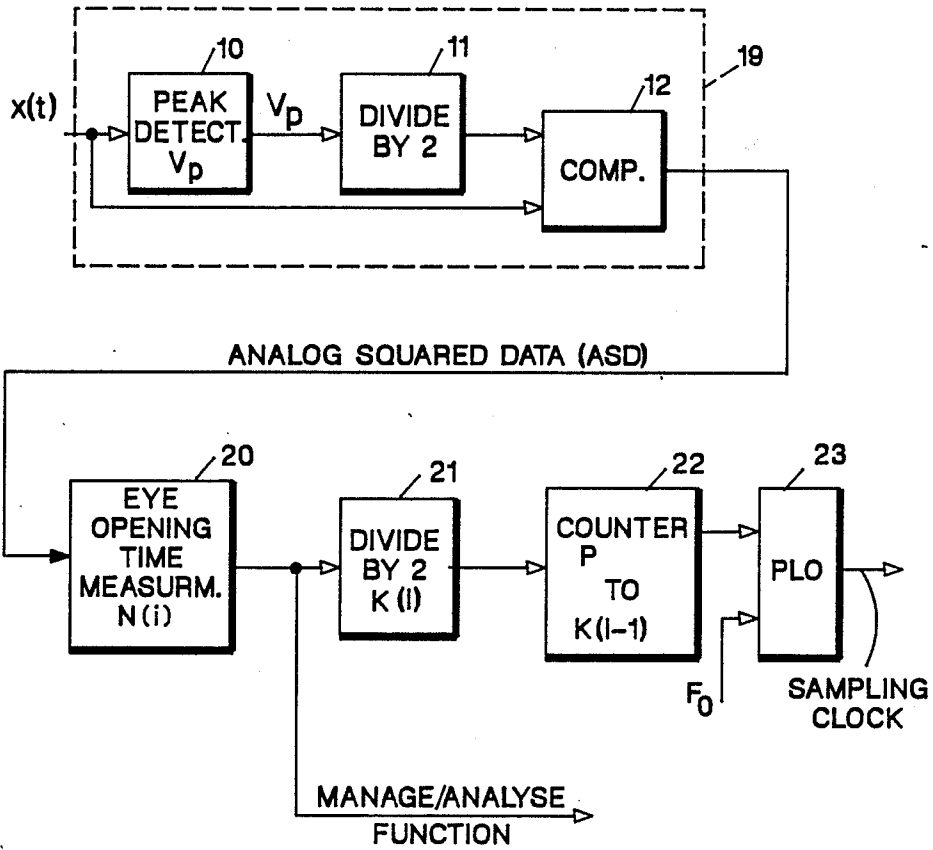 10
11
12
19
x(t)
PEAK
DETECT.
Vp
Vp
DIVIDE
BY 2
COMP.
ANALOG SQUARED DATA (ASD)
20
21
22
23
EYE
OPENING
TIME
MEASURM.
N(i)
DIVIDE
BY 2
K(I)
COUNTER
P
TO
K(I-1)
PLO
F0
SAMPLING
CLOCK
MANAGE/ANALYSE
FUNCTION